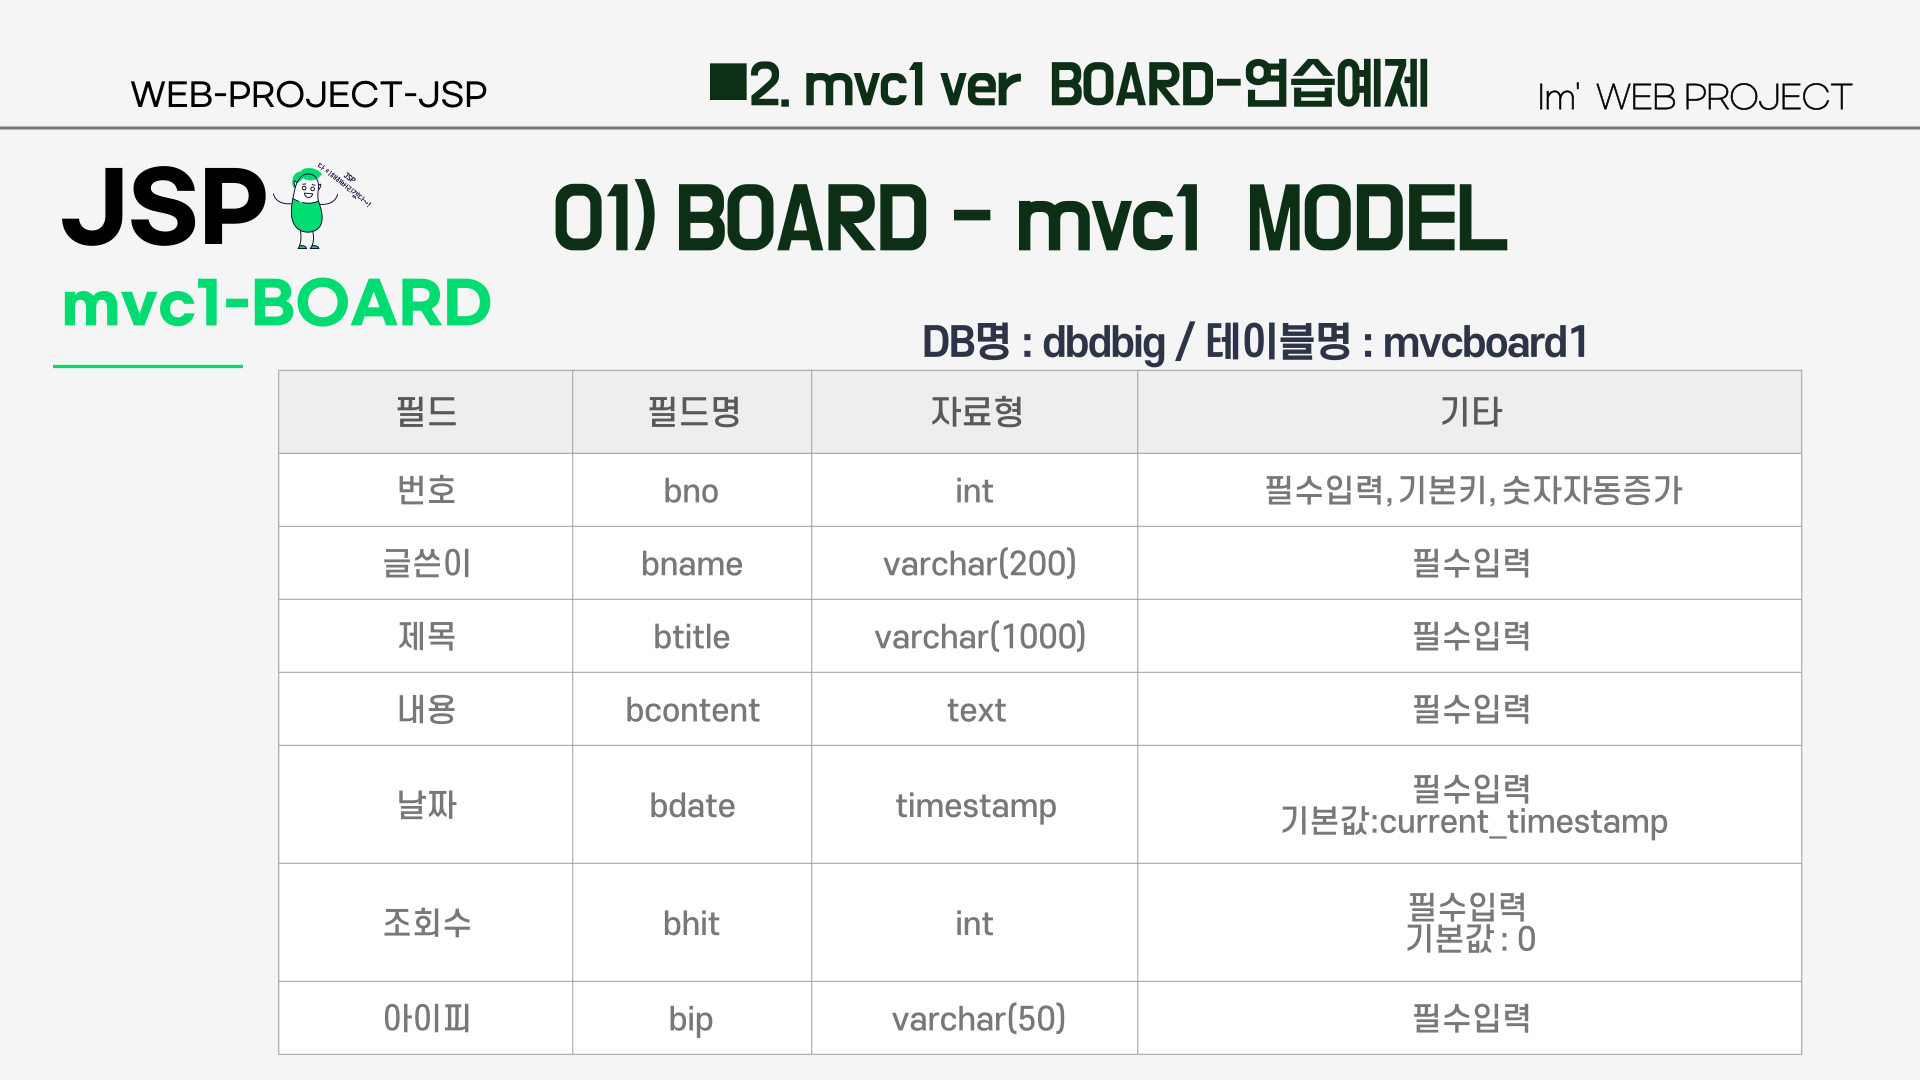 WEB-PROJECT-JSP
■2. mvc1 ver BOARD-연습예제
Im' WEB PROJECT
JSP
JSP
01) BOARD - mvc1 MODEL
mvc1-BOARD
DB명 : dbdbig / 테이블명 : mvcboard1
필드 필드명 자료형 기타
번호 bno int 필수입력, 기본키, 숫자자동증가
글쓴이 bname varchar(200) 필수입력
제목 btitle varchar(1000) 필수입력
내용 bcontent text 필수입력
날짜 bdate timestamp 필수입력
기본값:current_timestamp
조회수 bhit int 필수입력
기본값 : 0
아이피 bip varchar(50) 필수입력